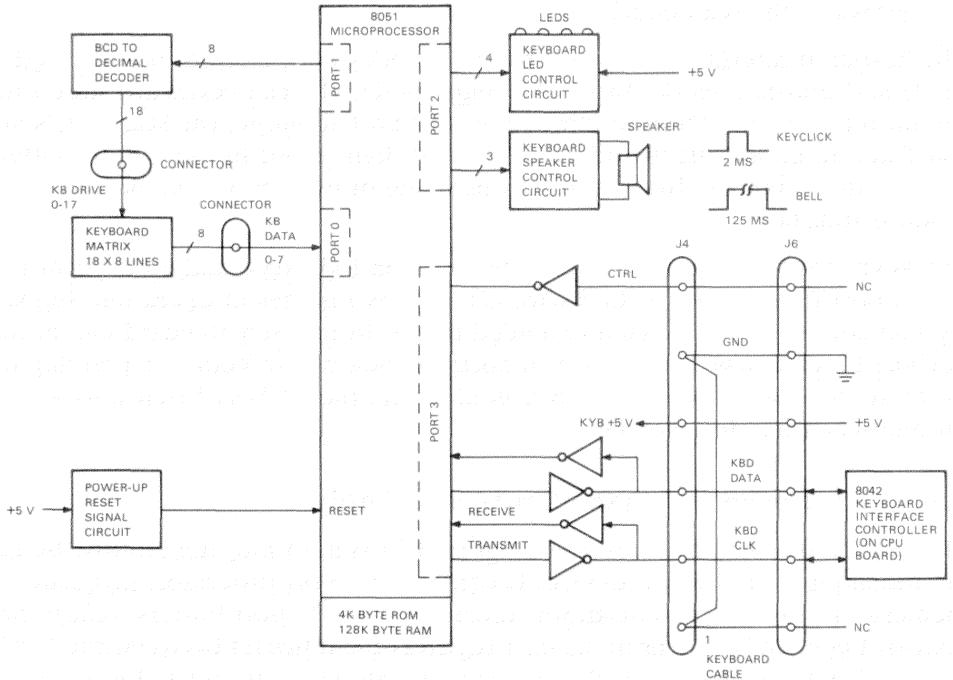 8051
MICROPROCESSOR
LEDS
BCD TO
DECIMAL
DECODER
8
PORT 1
PORT 2
4
KEYBOARD
LED
CONTROL
CIRCUIT
+5 V
18
CONNECTOR
3
KEYBOARD
SPEAKER
CONTROL
CIRCUIT
SPEAKER
KEYCLICK
2 MS
BELL
125 MS
KB DRIVE
0-17
CONNECTOR
KEYBOARD
MATRIX
18 X 8 LINES
8
KB
DATA
0-7
PORT 0
J4
J6
CTRL
NC
GND
PORT 3
KYB +5 V
+5 V
KBD
DATA
POWER-UP
RESET
SIGNAL
CIRCUIT
+5 V
RESET
RECEIVE
TRANSMIT
KBD
CLK
8042
KEYBOARD
INTERFACE
CONTROLLER
(ON CPU
BOARD)
4K BYTE ROM
128K BYTE RAM
1
NC
KEYBOARD
CABLE